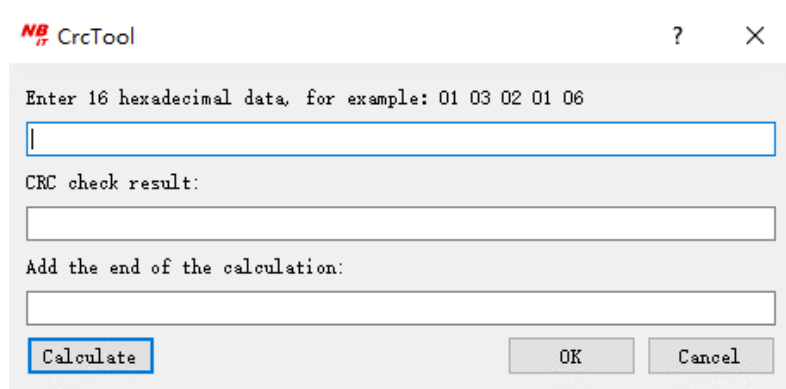 NB IT CrcTool ?
Enter 16 hexadecimal data, for example: 01 03 02 01 06
CRC check result:
Add the end of the calculation:
Calculate OK Cancel